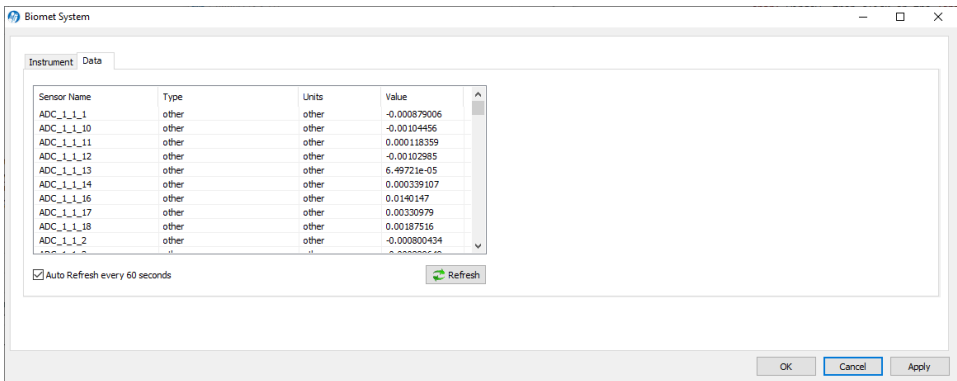 Biomet System
Instrument Data
Sensor Name Type Units Value
ADC_1_1_1 other other -0.000879006
ADC_1_1_10 other other -0.00104456
ADC_1_1_11 other other 0.000118359
ADC_1_1_12 other other -0.00102985
ADC_1_1_13 other other 6.49721e-05
ADC_1_1_14 other other 0.000339107
ADC_1_1_16 other other 0.0140147
ADC_1_1_17 other other 0.00330979
ADC_1_1_18 other other 0.00187516
ADC_1_1_2 other other -0.000800434
Auto Refresh every 60 seconds Refresh
OK Cancel Apply